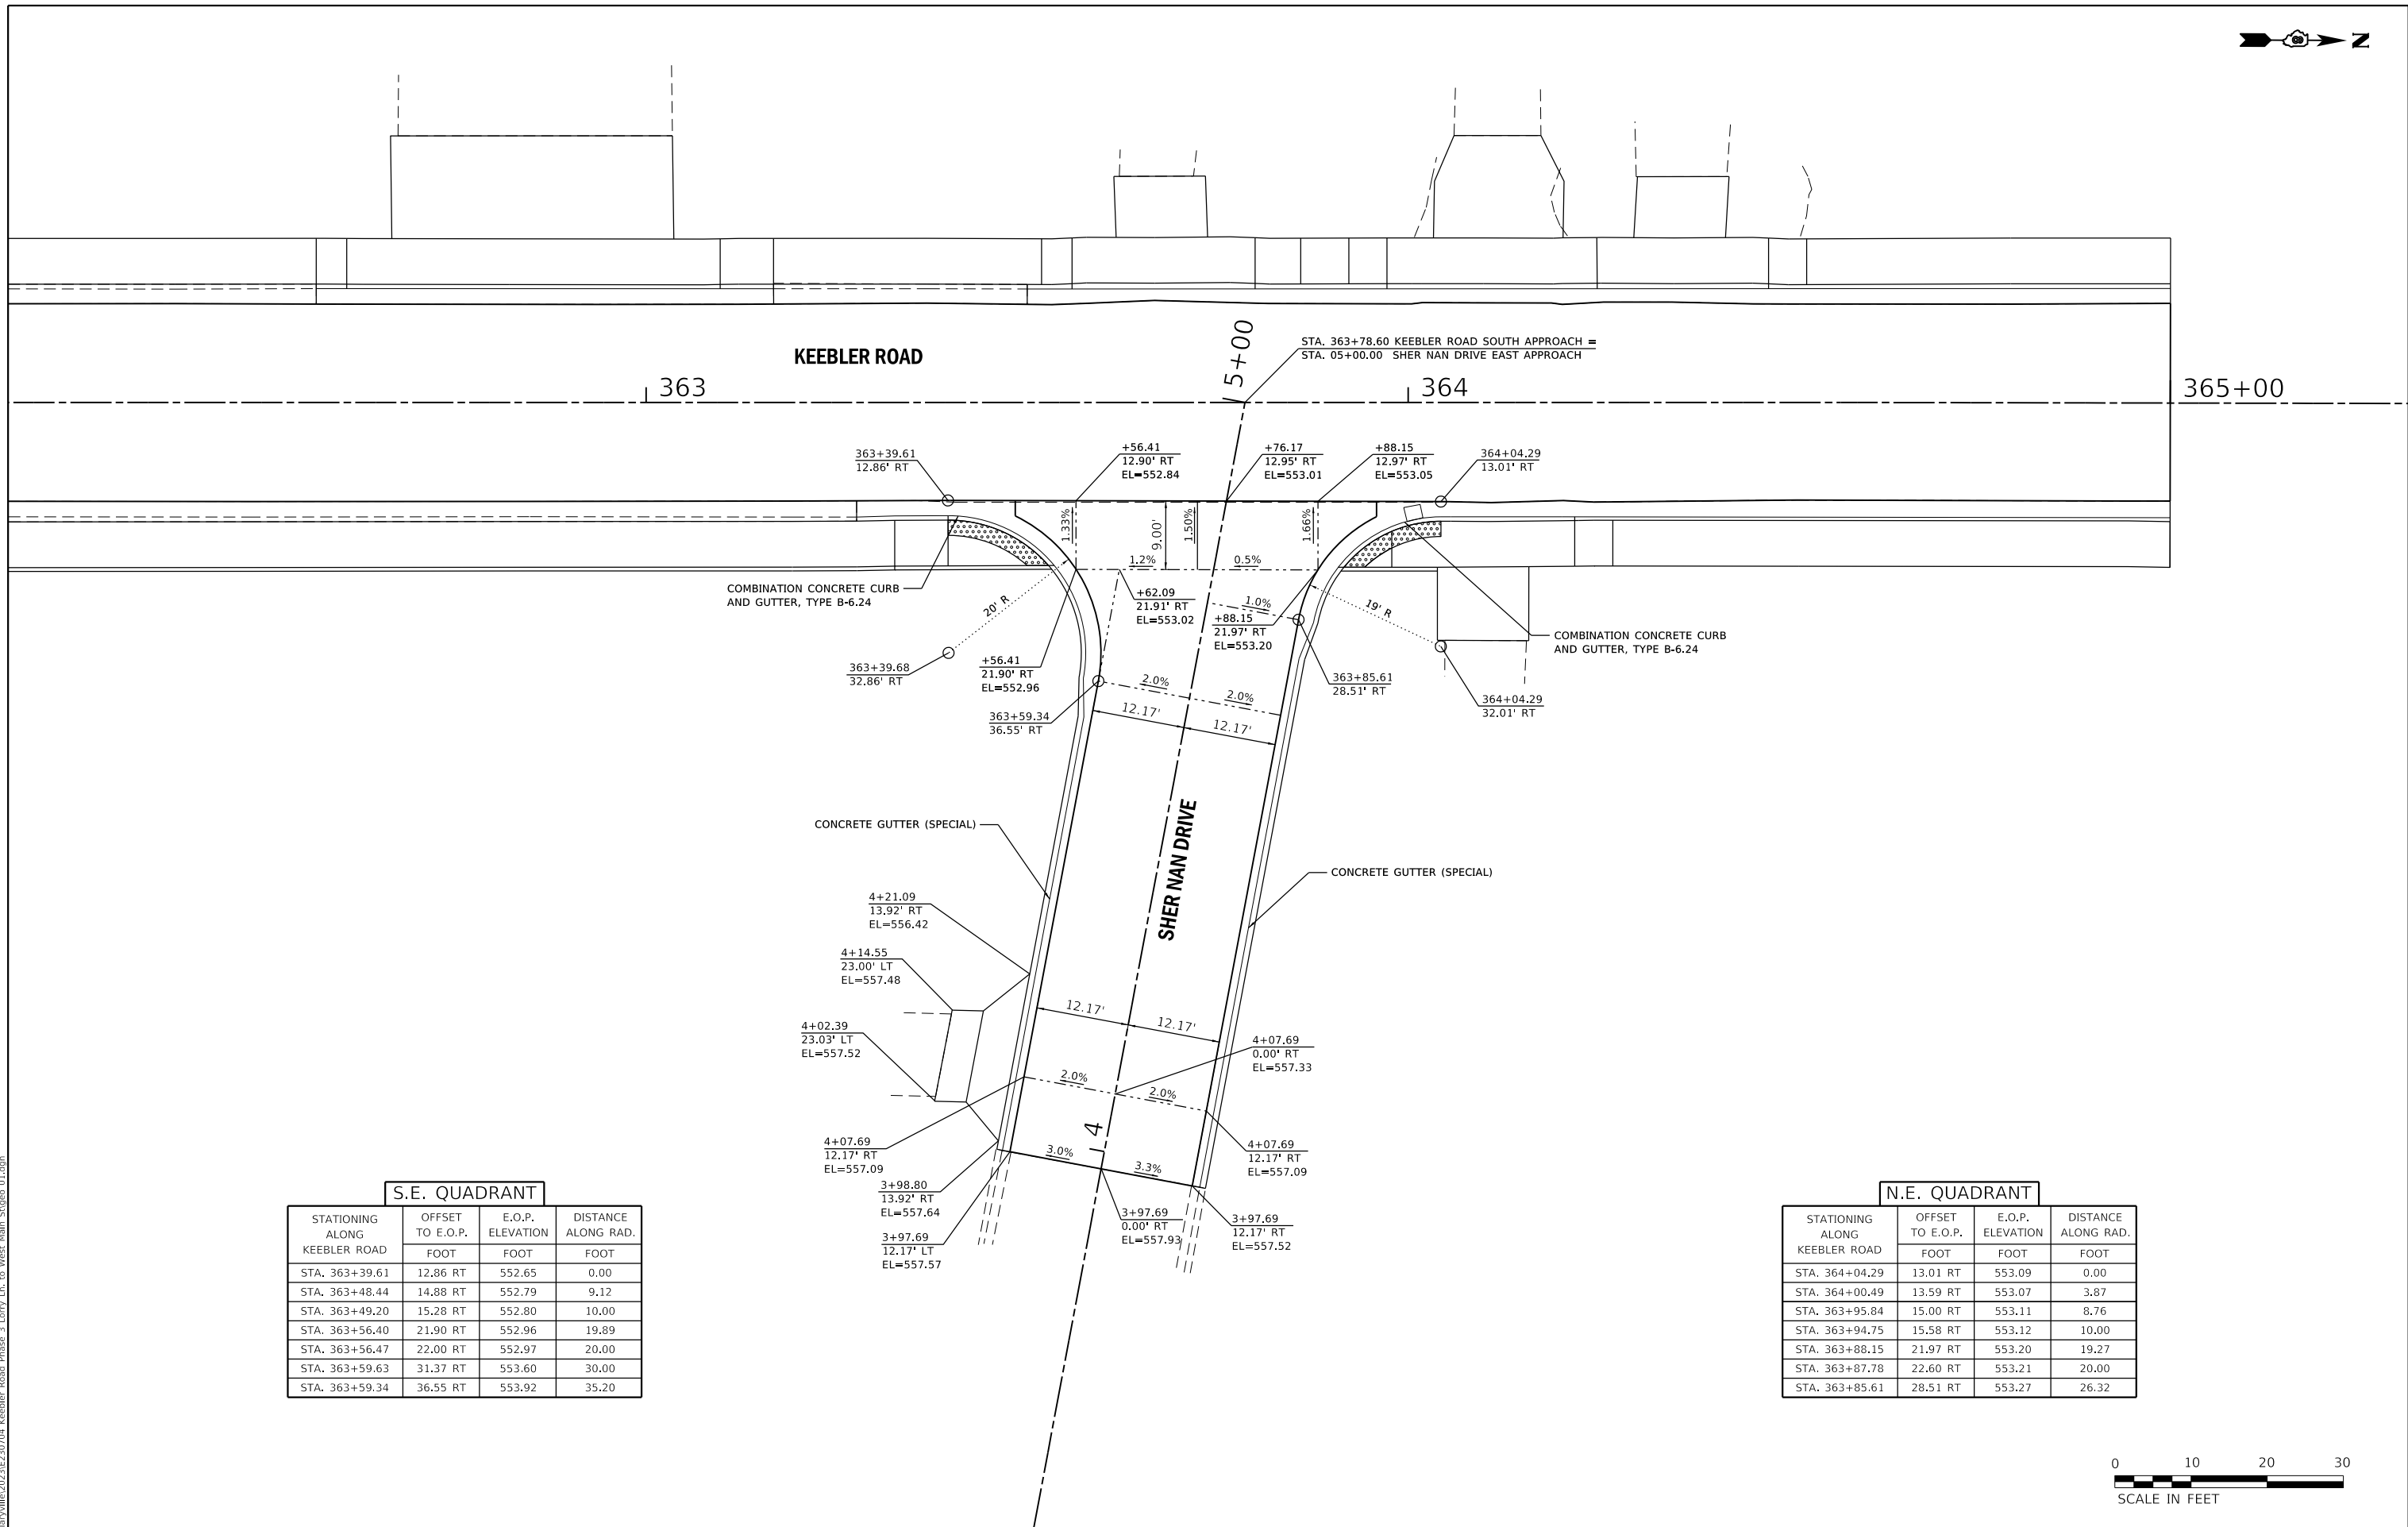 N
KEEBLER ROAD
363
5+00
STA. 363+78.60 KEEBLER ROAD SOUTH APPROACH =
STA. 05+00.00 SHER NAN DRIVE EAST APPROACH
364
365+00
363+39.61
12.86' RT
+56.41
12.90' RT
EL=552.84
+76.17
12.95' RT
EL=553.01
+88.15
12.97' RT
EL=553.05
364+04.29
13.01' RT
1.33%
9.00'
1.50%
1.66%
1.2%
0.5%
COMBINATION CONCRETE CURB
AND GUTTER, TYPE B-6.24
20' R
+62.09
21.91' RT
EL=553.02
1.0%
+88.15
21.97' RT
EL=553.20
19' R
COMBINATION CONCRETE CURB
AND GUTTER, TYPE B-6.24
363+39.68
32.86' RT
+56.41
21.90' RT
EL=552.96
363+59.34
36.55' RT
2.0%
2.0%
12.17'
12.17'
363+85.61
28.51' RT
364+04.29
32.01' RT
CONCRETE GUTTER (SPECIAL)
SHER NAN DRIVE
CONCRETE GUTTER (SPECIAL)
4+21.09
13.92' RT
EL=556.42
4+14.55
23.00' LT
EL=557.48
4+02.39
23.03' LT
EL=557.52
12.17'
12.17'
4+07.69
0.00' RT
EL=557.33
2.0%
2.0%
4
4+07.69
12.17' RT
EL=557.09
4+07.69
12.17' RT
EL=557.09
3.0%
3.3%
3+98.80
13.92' RT
EL=557.64
3+97.69
12.17' LT
EL=557.57
3+97.69
0.00' RT
EL=557.93
3+97.69
12.17' RT
EL=557.52
S.E. QUADRANT
STATIONING ALONG KEEBLER ROAD OFFSET TO E.O.P. E.O.P. ELEVATION DISTANCE ALONG RAD.
FOOT FOOT FOOT
STA. 363+39.61 12.86 RT 552.65 0.00
STA. 363+48.44 14.88 RT 552.79 9.12
STA. 363+49.20 15.28 RT 552.80 10.00
STA. 363+56.40 21.90 RT 552.96 19.89
STA. 363+56.47 22.00 RT 552.97 20.00
STA. 363+59.63 31.37 RT 553.60 30.00
STA. 363+59.34 36.55 RT 553.92 35.20
N.E. QUADRANT
STATIONING ALONG KEEBLER ROAD OFFSET TO E.O.P. E.O.P. ELEVATION DISTANCE ALONG RAD.
FOOT FOOT FOOT
STA. 364+04.29 13.01 RT 553.09 0.00
STA. 364+00.49 13.59 RT 553.07 3.87
STA. 363+95.84 15.00 RT 553.11 8.76
STA. 363+94.75 15.58 RT 553.12 10.00
STA. 363+88.15 21.97 RT 553.20 19.27
STA. 363+87.78 22.60 RT 553.21 20.00
STA. 363+85.61 28.51 RT 553.27 26.32
0 10 20 30
SCALE IN FEET